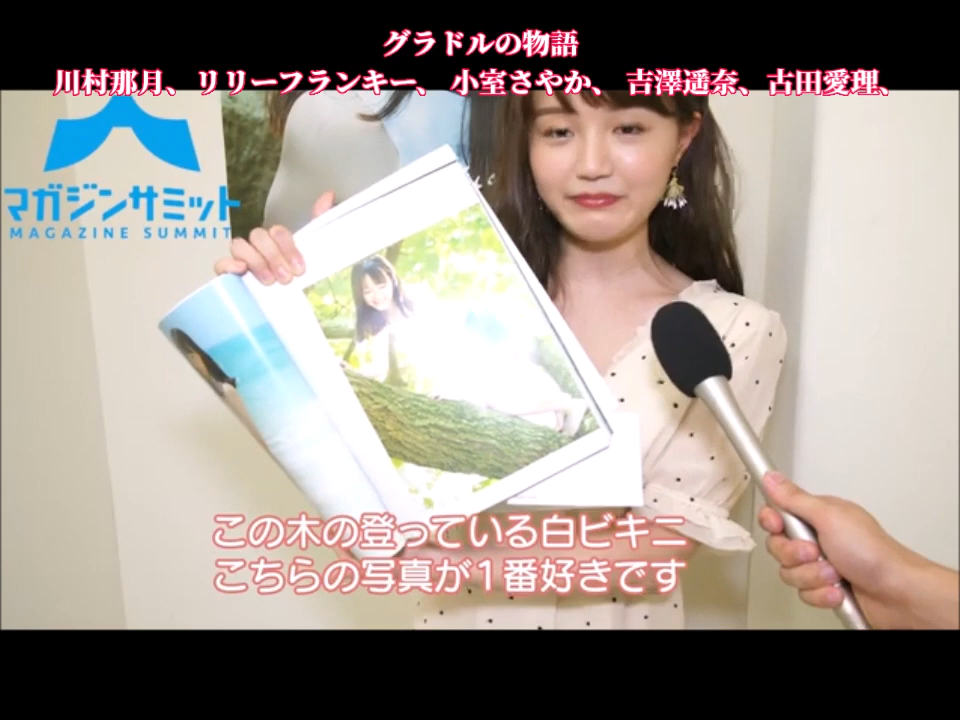 グラドルの物語
川村那月、リリーフランキー、 小室さやか、 吉澤遥奈、古田愛理、
マガジンサミット
MAGAZINE SUMMIT
この木の登っている白ビキニ
こちらの写真が1番好きです